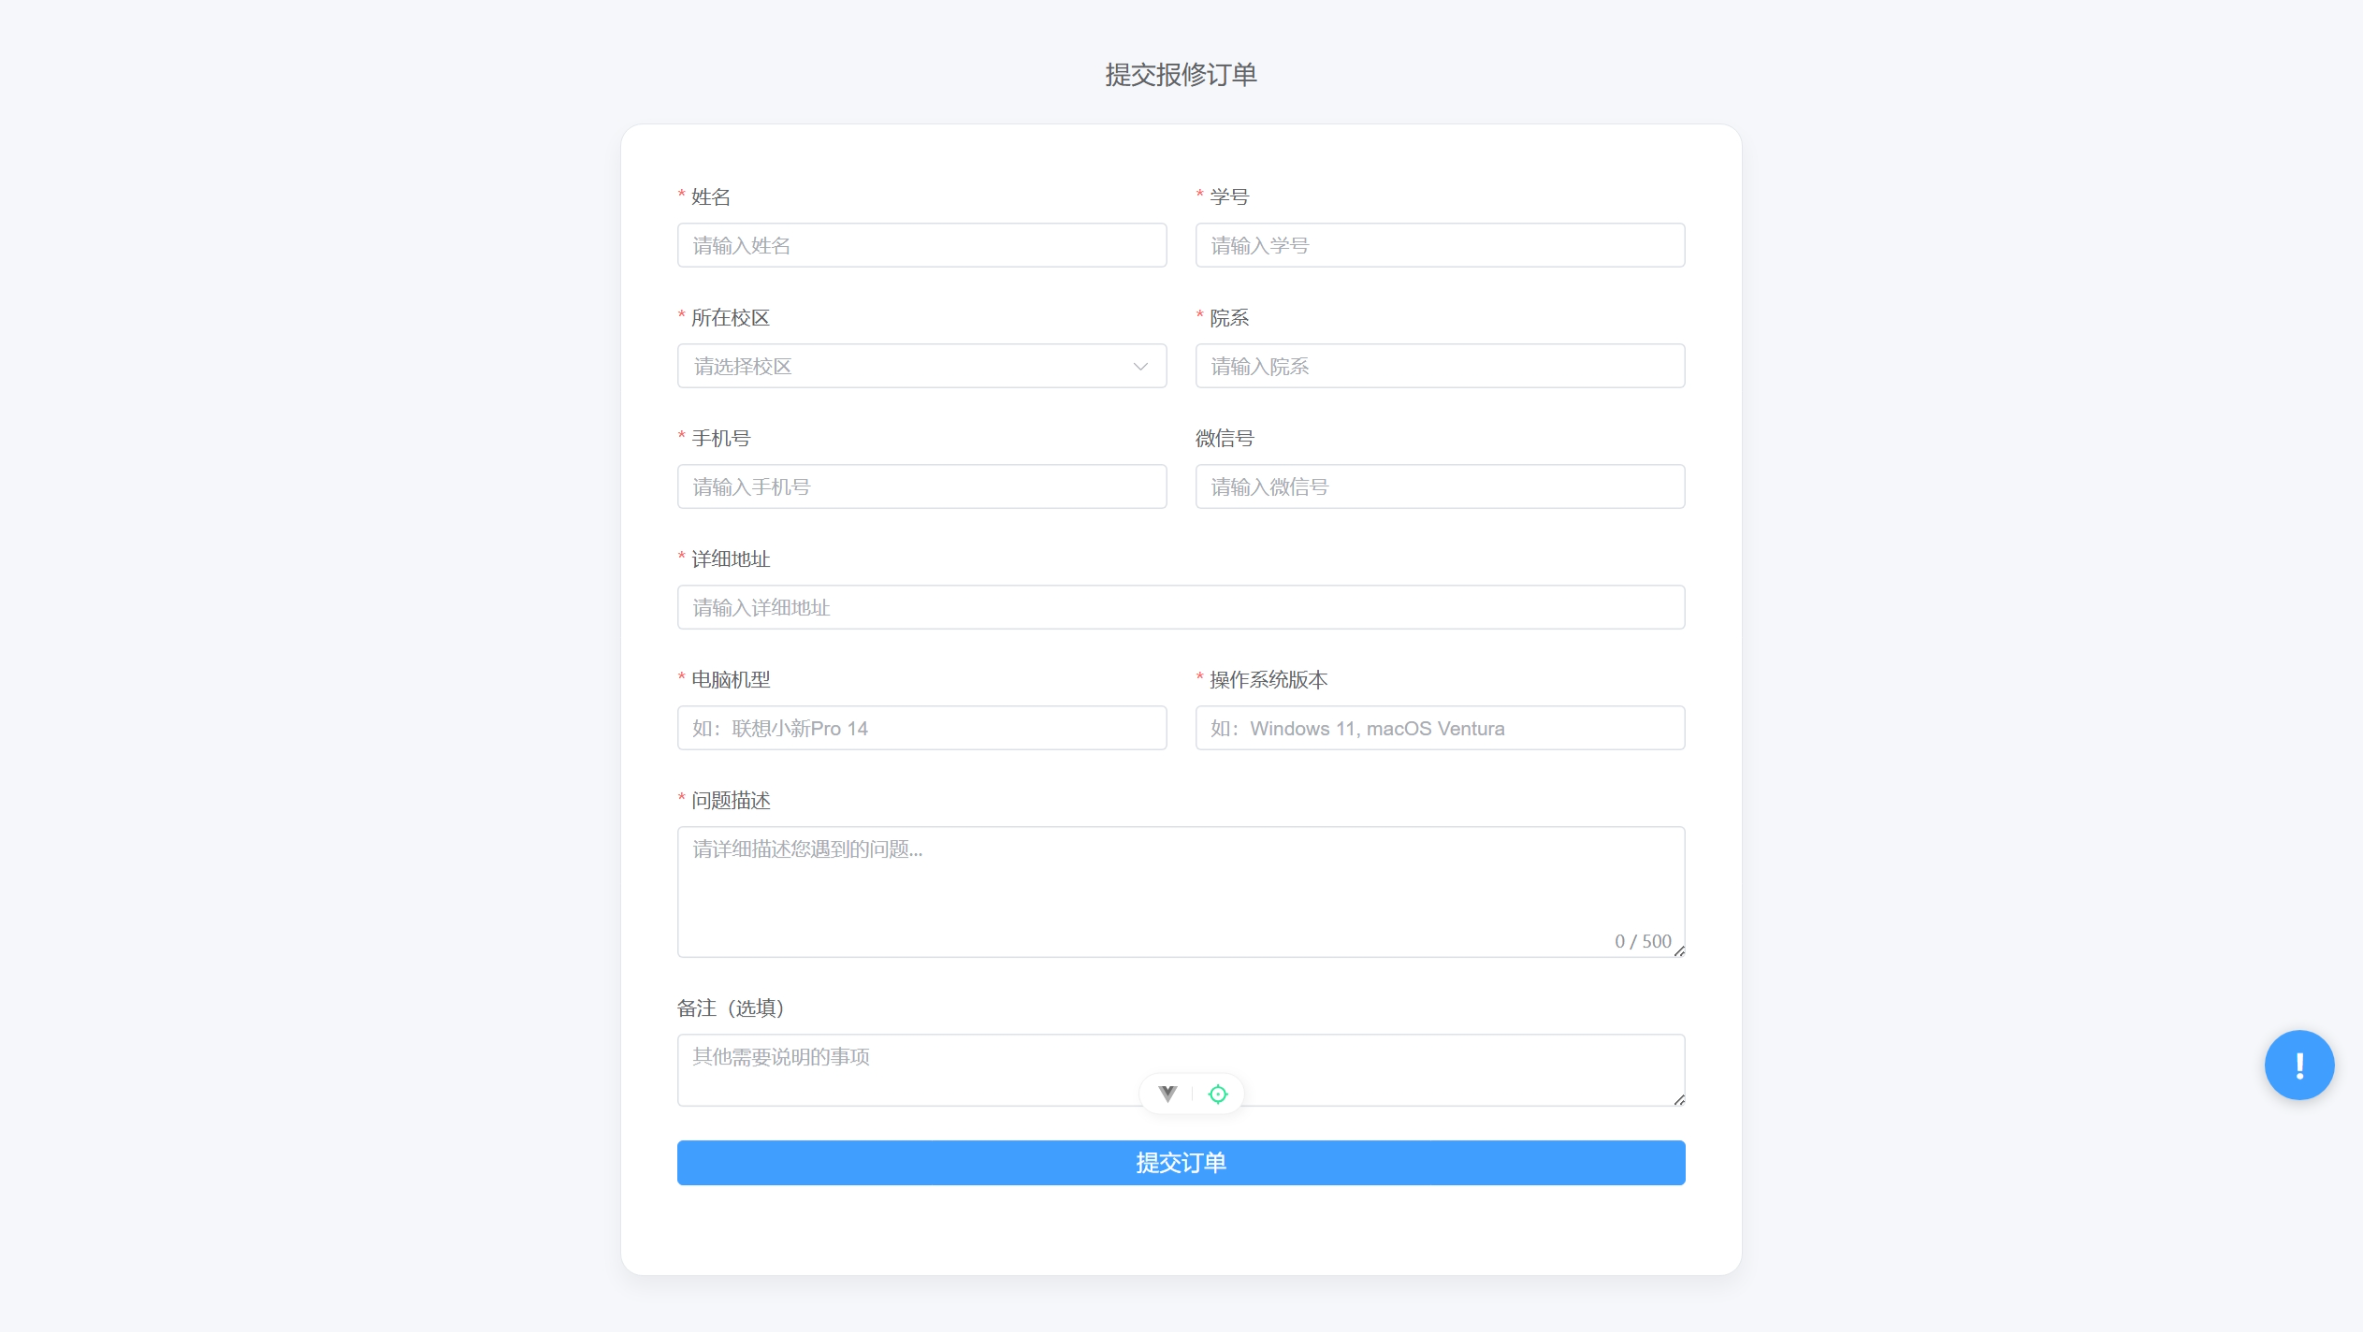 提交报修订单
* 姓名
* 学号
请输入姓名
请输入学号
* 所在校区
* 院系
请选择校区
请输入院系
* 手机号
微信号
请输入手机号
请输入微信号
* 详细地址
请输入详细地址
* 电脑机型
* 操作系统版本
如：联想小新Pro 14
如：Windows 11, macOS Ventura
* 问题描述
请详细描述您遇到的问题...
0 / 500
备注（选填）
其他需要说明的事项
提交订单
!